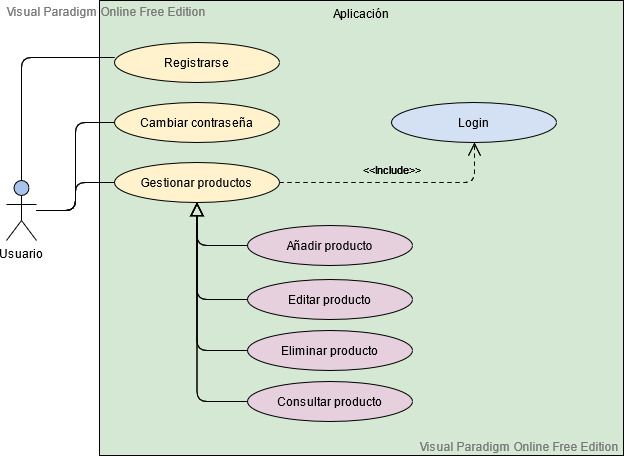 Visual Paradigm Online Free Edition
Aplicación
Registrarse
Cambiar contraseña
Login
Gestionar productos
<<Include>>
Usuario
Añadir producto
Editar producto
Eliminar producto
Consultar producto
Visual Paradigm Online Free Edition